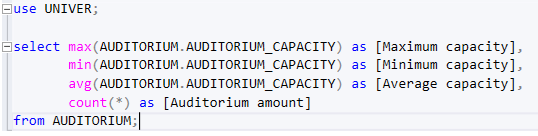 use UNIVER;
select max(AUDITORIUM.AUDITORIUM_CAPACITY) as [Maximum capacity],
min(AUDITORIUM.AUDITORIUM_CAPACITY) as [Minimum capacity],
avg(AUDITORIUM.AUDITORIUM_CAPACITY) as [Average capacity],
count(*) as [Auditorium amount]
from AUDITORIUM;